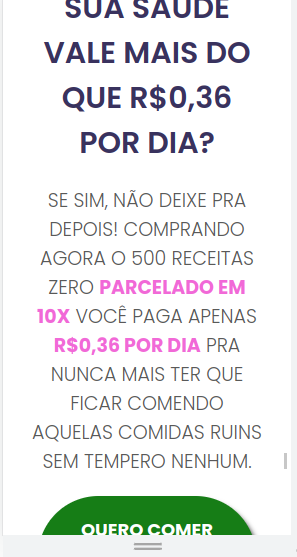 SUA SAÚDE
VALE MAIS DO
QUE R$0,36
POR DIA?
SE SIM, NÃO DEIXE PRA
DEPOIS! COMPRANDO
AGORA O 500 RECEITAS
ZERO PARCELADO EM
10X VOCÊ PAGA APENAS
R$0,36 POR DIA PRA
NUNCA MAIS TER QUE
FICAR COMENDO
AQUELAS COMIDAS RUINS
SEM TEMPERO NENHUM.
QUERO COMER